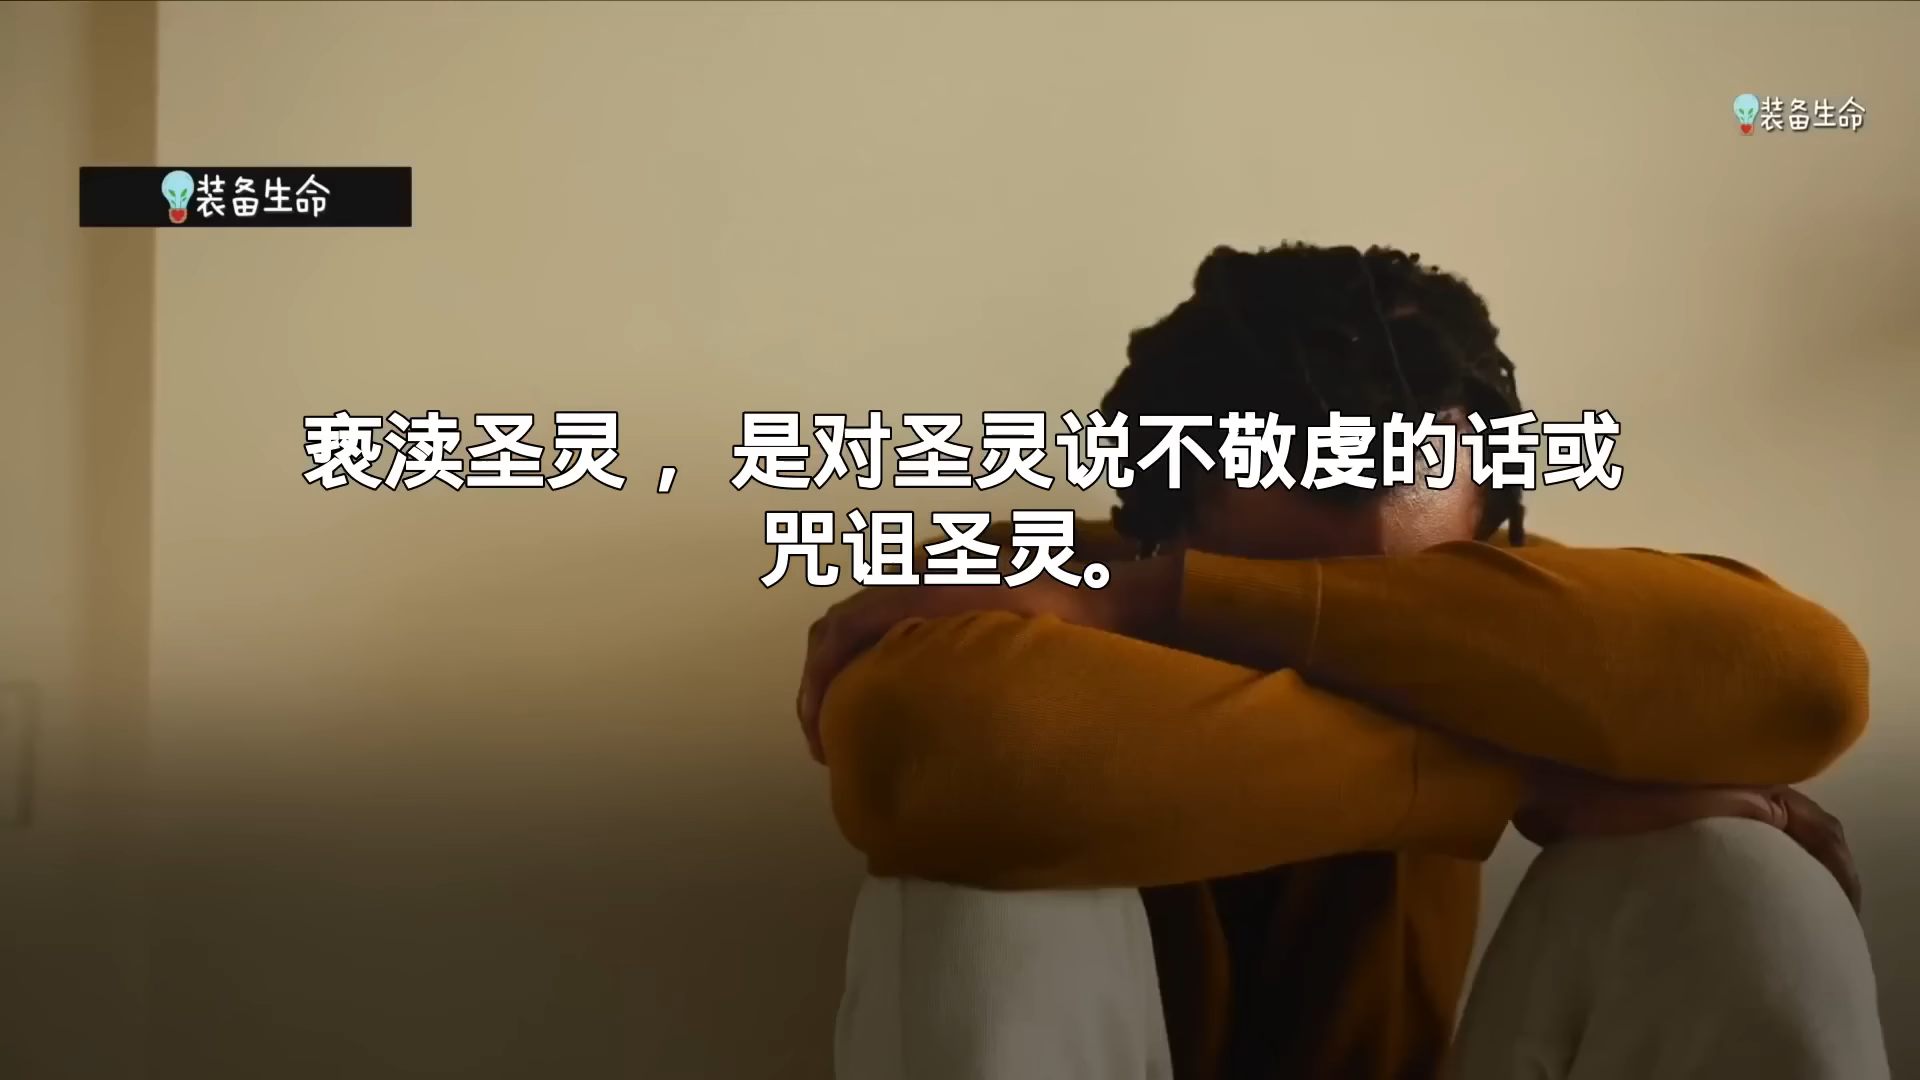 装备生命
装备生命
亵渎圣灵，是对圣灵说不敬虔的话或
咒诅圣灵。